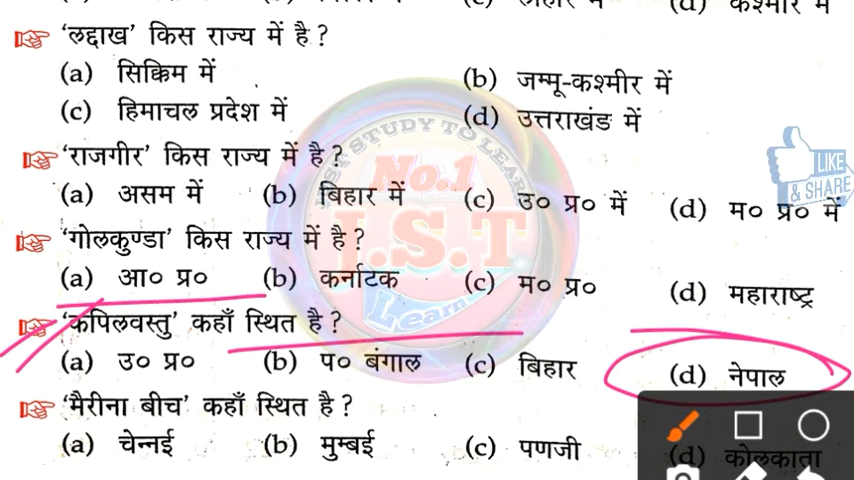 (c) लाहौर में (d) कश्मीर में
‘लद्दाख’ किस राज्य में है?
(a) सिक्किम में (b) जम्मू-कश्मीर में
(c) हिमाचल प्रदेश में (d) उत्तराखंड में
‘राजगीर’ किस राज्य में है?
(a) असम में (b) बिहार में (c) उ० प्र० में (d) म० प्र० में
‘गोलकुण्डा’ किस राज्य में है?
(a) आ० प्र० (b) कर्नाटक (c) म० प्र० (d) महाराष्ट्र
‘कपिलवस्तु’ कहाँ स्थित है?
(a) उ० प्र० (b) प० बंगाल (c) बिहार (d) नेपाल
‘मैरीना बीच’ कहाँ स्थित है?
(a) चेन्नई (b) मुम्बई (c) पणजी (d) कोलकाता
STUDY TO LEARN
No.1
I.S.T
Learn
LIKE
& SHARE